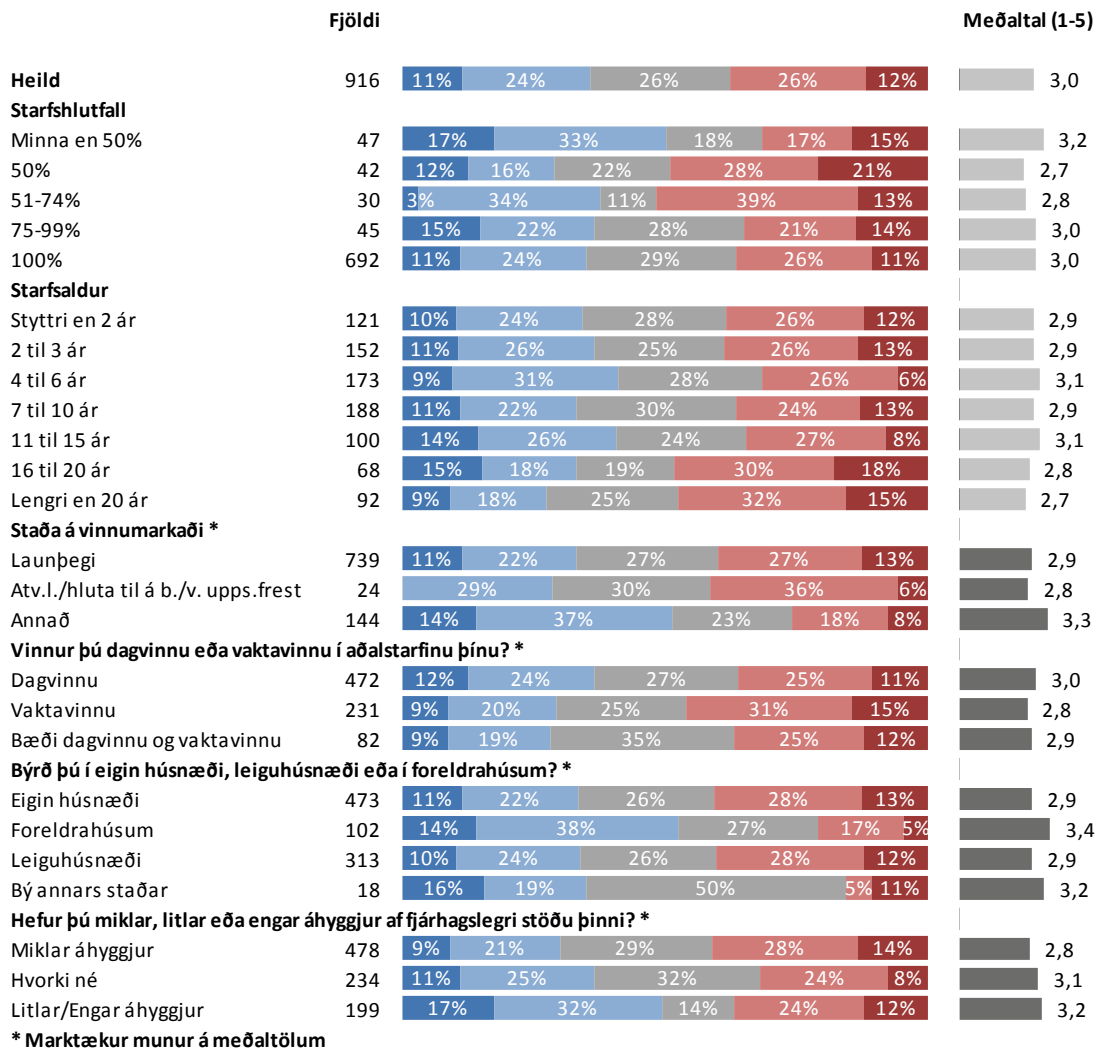 Fjöldi Meðaltal (1-5)
Heild 916 11% 24% 26% 26% 12% 3,0
Starfshlutfall
Minna en 50% 47 17% 33% 18% 17% 15% 3,2
50% 42 12% 16% 22% 28% 21% 2,7
51-74% 30 3% 34% 11% 39% 13% 2,8
75-99% 45 15% 22% 28% 21% 14% 3,0
100% 692 11% 24% 29% 26% 11% 3,0
Starfsaldur
Styttri en 2 ár 121 10% 24% 28% 26% 12% 2,9
2 til 3 ár 152 11% 26% 25% 26% 13% 2,9
4 til 6 ár 173 9% 31% 28% 26% 6% 3,1
7 til 10 ár 188 11% 22% 30% 24% 13% 2,9
11 til 15 ár 100 14% 26% 24% 27% 8% 3,1
16 til 20 ár 68 15% 18% 19% 30% 18% 2,8
Lengri en 20 ár 92 9% 18% 25% 32% 15% 2,7
Staða á vinnumarkaði *
Launþegi 739 11% 22% 27% 27% 13% 2,9
Atv.l./hluta til á b./v. upps.frest 24 29% 30% 36% 6% 2,8
Annað 144 14% 37% 23% 18% 8% 3,3
Vinnur þú dagvinnu eða vaktavinnu í aðalstarfinu þínu? *
Dagvinnu 472 12% 24% 27% 25% 11% 3,0
Vaktavinnu 231 9% 20% 25% 31% 15% 2,8
Bæði dagvinnu og vaktavinnu 82 9% 19% 35% 25% 12% 2,9
Býrð þú í eigin húsnæði, leiguhúsnæði eða í foreldrahúsum? *
Eigin húsnæði 473 11% 22% 26% 28% 13% 2,9
Foreldrahúsum 102 14% 38% 27% 17% 5% 3,4
Leiguhúsnæði 313 10% 24% 26% 28% 12% 2,9
Bý annars staðar 18 16% 19% 50% 5% 11% 3,2
Hefur þú miklar, litlar eða engar áhyggjur af fjárhagslegri stöðu þinni? *
Miklar áhyggjur 478 9% 21% 29% 28% 14% 2,8
Hvorki né 234 11% 25% 32% 24% 8% 3,1
Litlar/Engar áhyggjur 199 17% 32% 14% 24% 12% 3,2
* Marktækur munur á meðaltölum